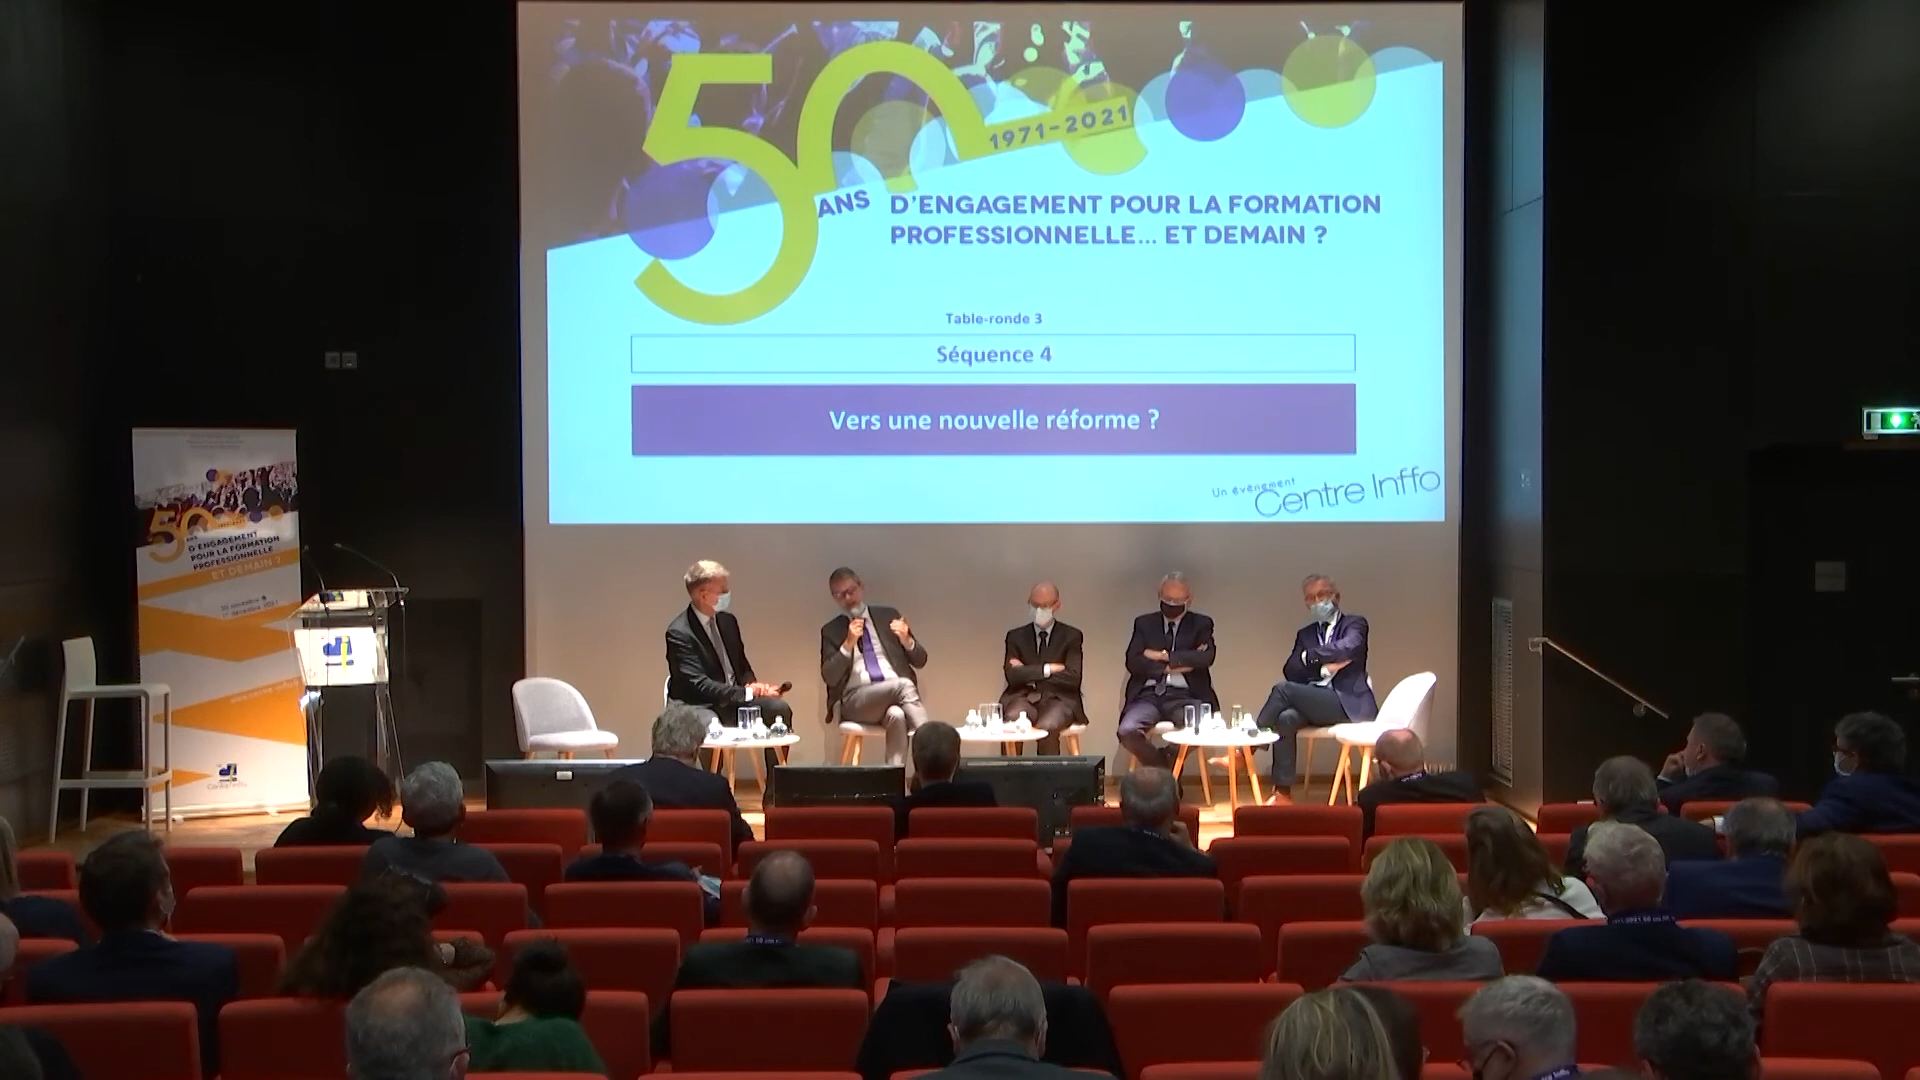 50
1971-2021
ANS
D'ENGAGEMENT POUR LA FORMATION
PROFESSIONNELLE... ET DEMAIN ?
Table-ronde 3
Séquence 4
Vers une nouvelle réforme ?
Un événement
Centre Inffo
50
ANS
D'ENGAGEMENT
POUR LA FORMATION
PROFESSIONNELLE
ET DEMAIN ?